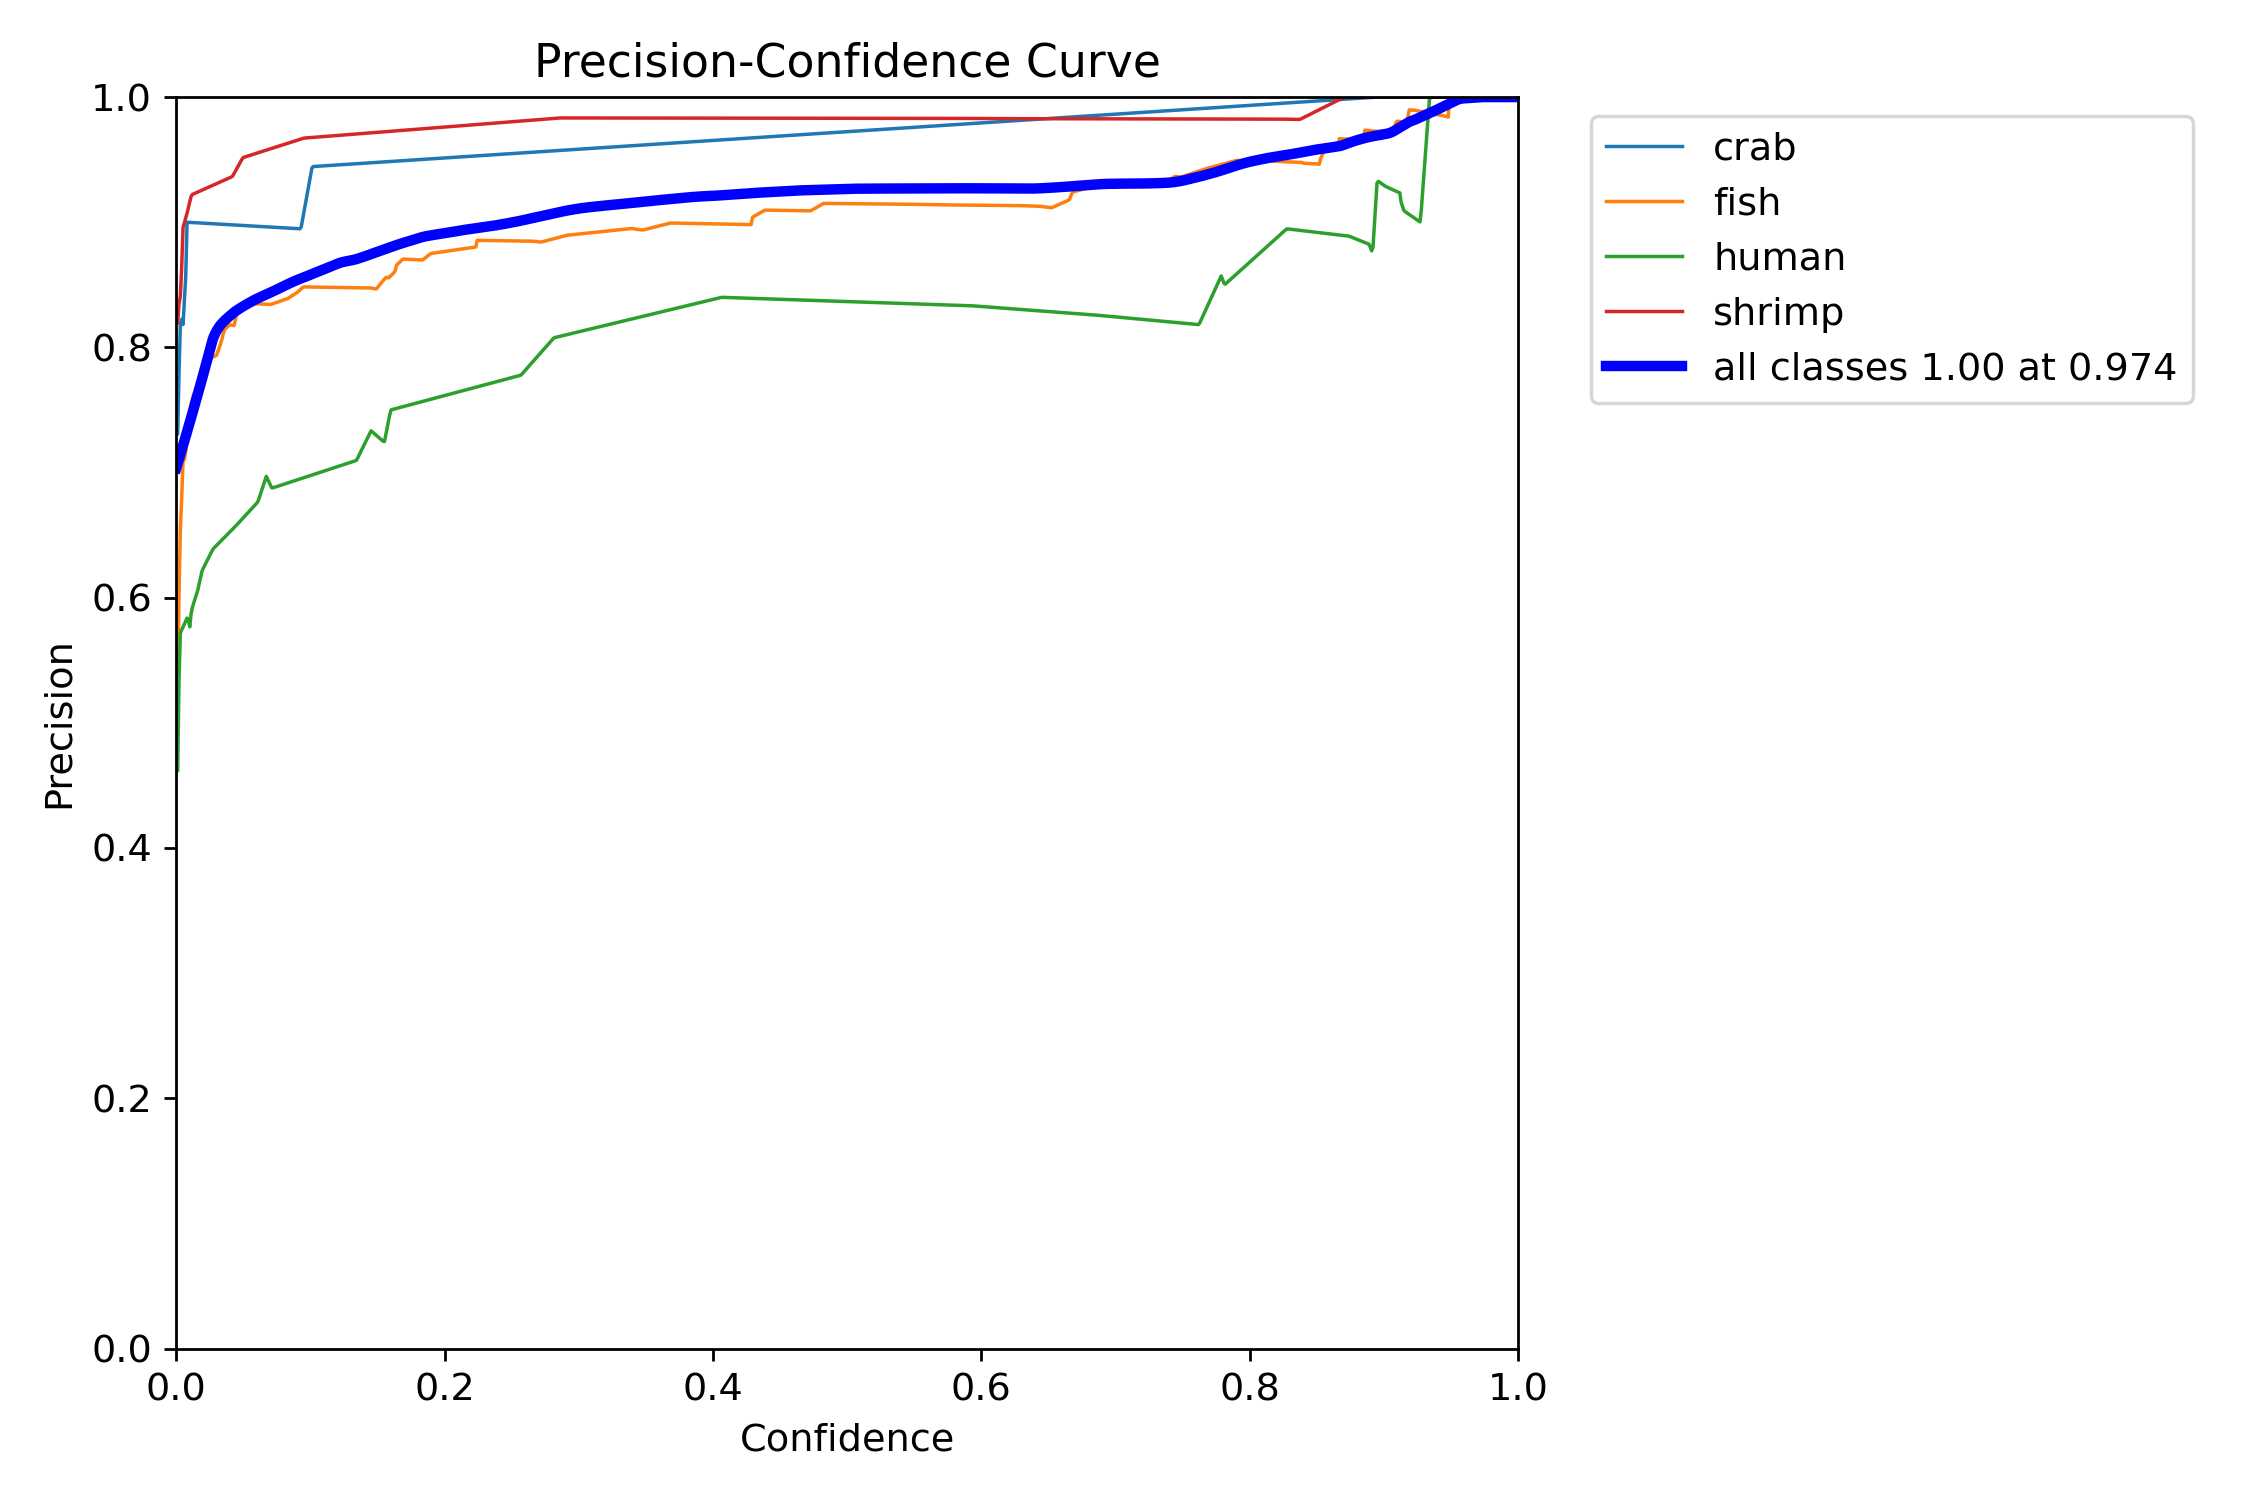 Precision-Confidence Curve
1.0
0.8
0.6
0.4
0.2
0.0
Precision
0.0 0.2 0.4 0.6 0.8 1.0
Confidence
crab
fish
human
shrimp
all classes 1.00 at 0.974